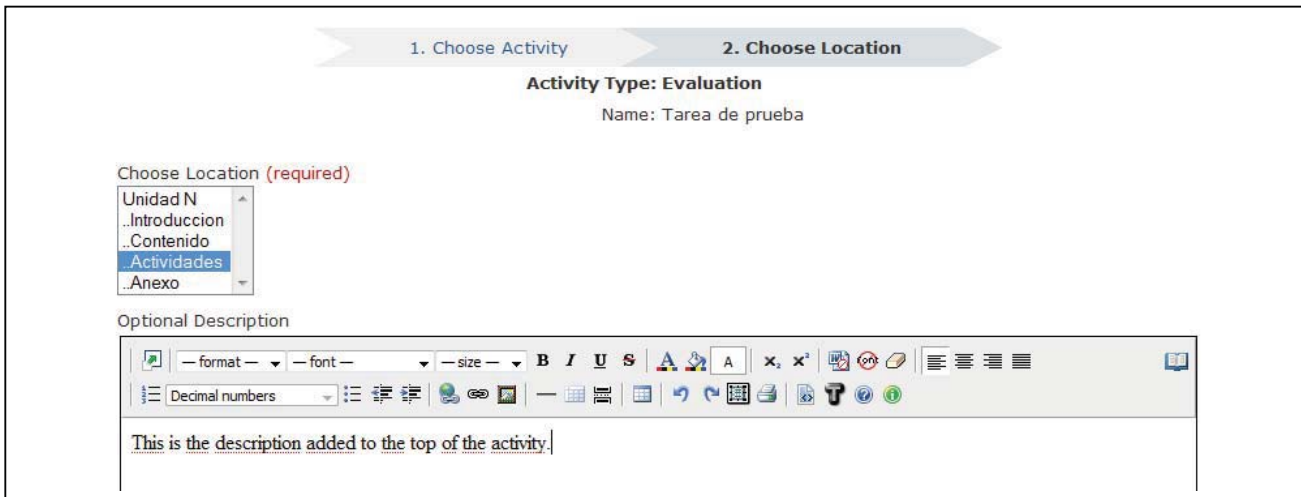 1. Choose Activity 2. Choose Location
Activity Type: Evaluation
Name: Tarea de prueba
Choose Location (required)
Unidad N
..Introduccion
..Contenido
..Actividades
..Anexo
Optional Description
— format — — font — — size — B I U S A A x₂ x²
Decimal numbers
This is the description added to the top of the activity.